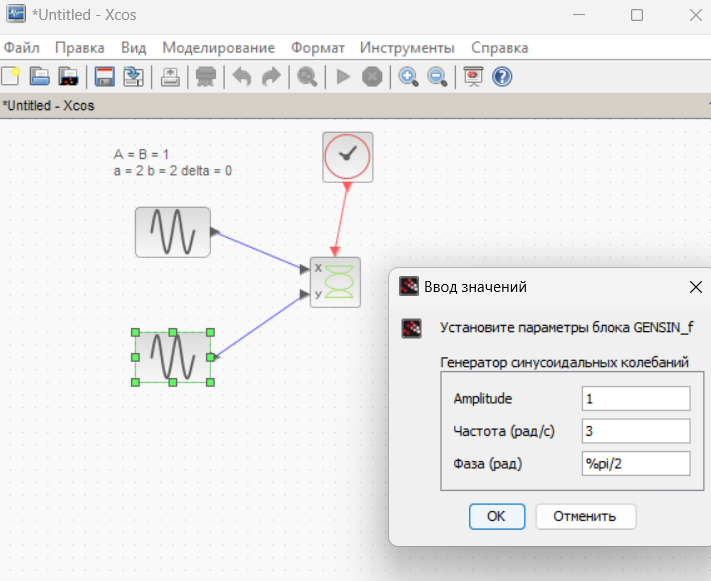 *Untitled - Xcos
Файл Правка Вид Моделирование Формат Инструменты Справка
*Untitled - Xcos
A = B = 1
a = 2 b = 2 delta = 0
x
y
Ввод значений
Установите параметры блока GENSIN_f
Генератор синусоидальных колебаний
Amplitude 1
Частота (рад/с) 3
Фаза (рад) %pi/2
OK Отменить